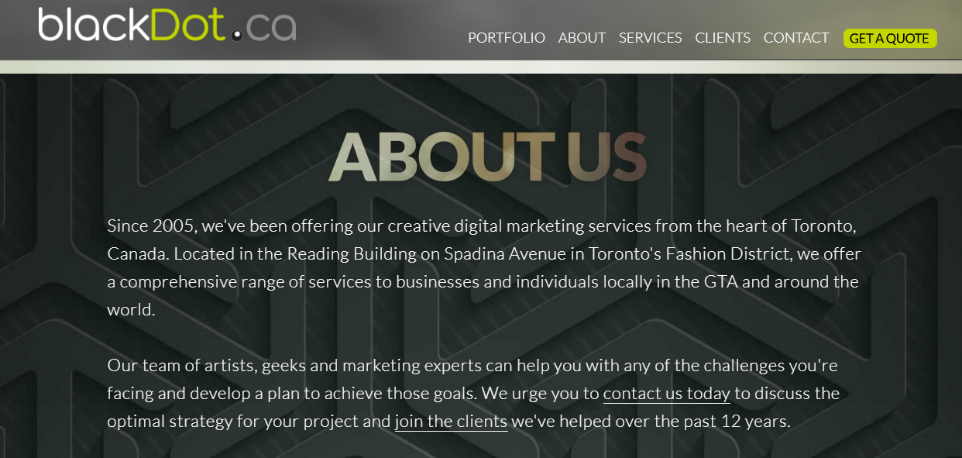 blackDot.ca
PORTFOLIO ABOUT SERVICES CLIENTS CONTACT GET A QUOTE
ABOUT US
Since 2005, we've been offering our creative digital marketing services from the heart of Toronto,
Canada. Located in the Reading Building on Spadina Avenue in Toronto's Fashion District, we offer
a comprehensive range of services to businesses and individuals locally in the GTA and around the
world.
Our team of artists, geeks and marketing experts can help you with any of the challenges you're
facing and develop a plan to achieve those goals. We urge you to contact us today to discuss the
optimal strategy for your project and join the clients we've helped over the past 12 years.